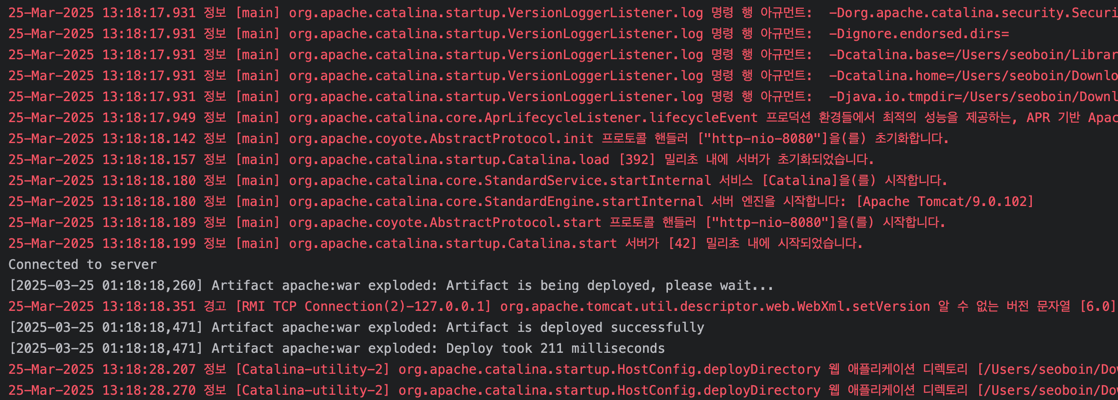 25-Mar-2025 13:18:17.931 정보 [main] org.apache.catalina.startup.VersionLoggerListener.log 명령 행 아규먼트:  -Dorg.apache.catalina.security.Securi
25-Mar-2025 13:18:17.931 정보 [main] org.apache.catalina.startup.VersionLoggerListener.log 명령 행 아규먼트:  -Dignore.endorsed.dirs=
25-Mar-2025 13:18:17.931 정보 [main] org.apache.catalina.startup.VersionLoggerListener.log 명령 행 아규먼트:  -Dcatalina.base=/Users/seoboin/Librar
25-Mar-2025 13:18:17.931 정보 [main] org.apache.catalina.startup.VersionLoggerListener.log 명령 행 아규먼트:  -Dcatalina.home=/Users/seoboin/Downlo
25-Mar-2025 13:18:17.931 정보 [main] org.apache.catalina.startup.VersionLoggerListener.log 명령 행 아규먼트:  -Djava.io.tmpdir=/Users/seoboin/Downl
25-Mar-2025 13:18:17.949 정보 [main] org.apache.catalina.core.AprLifecycleListener.lifecycleEvent 프로덕션 환경들에서 최적의 성능을 제공하는, APR 기반 Apac
25-Mar-2025 13:18:18.142 정보 [main] org.apache.coyote.AbstractProtocol.init 프로토콜 핸들러 ["http-nio-8080"]을(를) 초기화합니다.
25-Mar-2025 13:18:18.157 정보 [main] org.apache.catalina.startup.Catalina.load [392] 밀리초 내에 서버가 초기화되었습니다.
25-Mar-2025 13:18:18.180 정보 [main] org.apache.catalina.core.StandardService.startInternal 서비스 [Catalina]을(를) 시작합니다.
25-Mar-2025 13:18:18.180 정보 [main] org.apache.catalina.core.StandardEngine.startInternal 서버 엔진을 시작합니다: [Apache Tomcat/9.0.102]
25-Mar-2025 13:18:18.189 정보 [main] org.apache.coyote.AbstractProtocol.start 프로토콜 핸들러 ["http-nio-8080"]을(를) 시작합니다.
25-Mar-2025 13:18:18.199 정보 [main] org.apache.catalina.startup.Catalina.start 서버가 [42] 밀리초 내에 시작되었습니다.
Connected to server
[2025-03-25 01:18:18,260] Artifact apache:war exploded: Artifact is being deployed, please wait...
25-Mar-2025 13:18:18.351 경고 [RMI TCP Connection(2)-127.0.0.1] org.apache.tomcat.util.descriptor.web.WebXml.setVersion 알 수 없는 버전 문자열 [6.0]
[2025-03-25 01:18:18,471] Artifact apache:war exploded: Artifact is deployed successfully
[2025-03-25 01:18:18,471] Artifact apache:war exploded: Deploy took 211 milliseconds
25-Mar-2025 13:18:28.207 정보 [Catalina-utility-2] org.apache.catalina.startup.HostConfig.deployDirectory 웹 애플리케이션 디렉토리 [/Users/seoboin/Dow
25-Mar-2025 13:18:28.270 정보 [Catalina-utility-2] org.apache.catalina.startup.HostConfig.deployDirectory 웹 애플리케이션 디렉토리 [/Users/seoboin/Dow